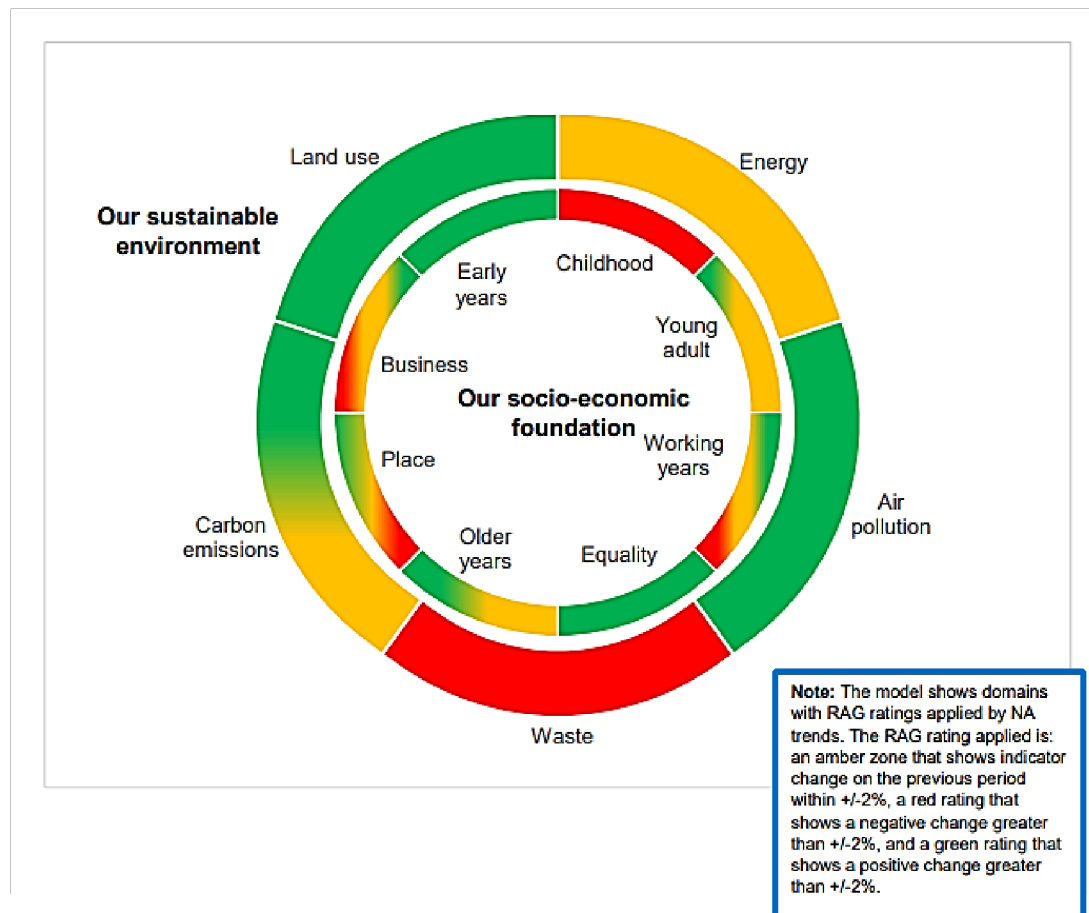 Land use
Energy
Our sustainable
environment
Early
years
Childhood
Young
adult
Business
Our socio-economic
foundation
Working
years
Place
Air
pollution
Carbon
emissions
Older
years
Equality
Waste
Note: The model shows domains
with RAG ratings applied by NA
trends. The RAG rating applied is:
an amber zone that shows indicator
change on the previous period
within +/-2%, a red rating that
shows a negative change greater
than +/-2%, and a green rating that
shows a positive change greater
than +/-2%.